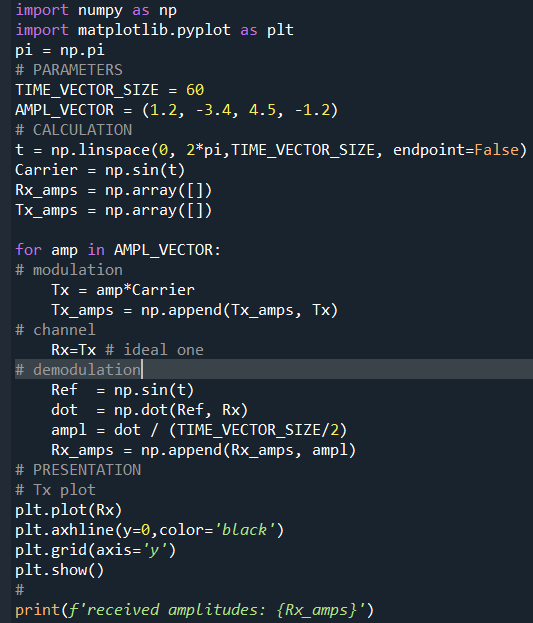 import numpy as np
import matplotlib.pyplot as plt
pi = np.pi
# PARAMETERS
TIME_VECTOR_SIZE = 60
AMPL_VECTOR = (1.2, -3.4, 4.5, -1.2)
# CALCULATION
t = np.linspace(0, 2*pi,TIME_VECTOR_SIZE, endpoint=False)
Carrier = np.sin(t)
Rx_amps = np.array([])
Tx_amps = np.array([])

for amp in AMPL_VECTOR:
# modulation
    Tx = amp*Carrier
    Tx_amps = np.append(Tx_amps, Tx)
# channel
    Rx=Tx # ideal one
# demodulation
    Ref  = np.sin(t)
    dot  = np.dot(Ref, Rx)
    ampl = dot / (TIME_VECTOR_SIZE/2)
    Rx_amps = np.append(Rx_amps, ampl)
# PRESENTATION
# Tx plot
plt.plot(Rx)
plt.axhline(y=0,color='black')
plt.grid(axis='y')
plt.show()
#
print(f'received amplitudes: {Rx_amps}')